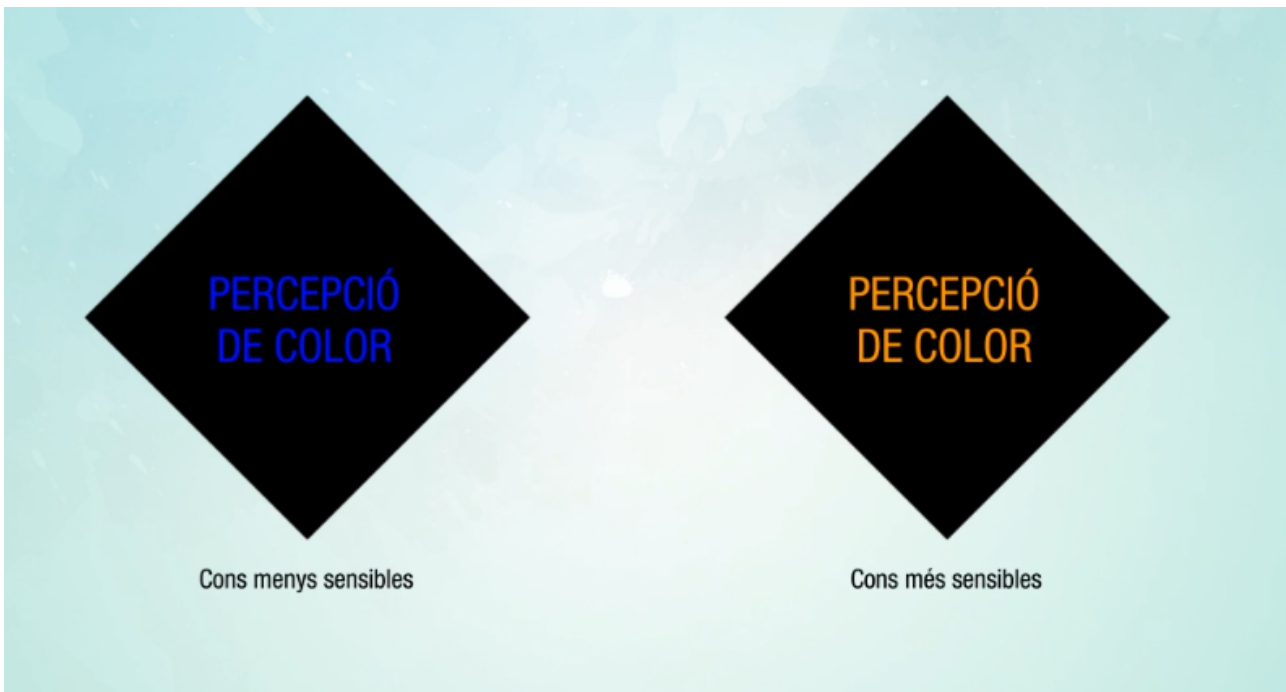 PERCEPCIÓ
DE COLOR
Cons menys sensibles
PERCEPCIÓ
DE COLOR
Cons més sensibles